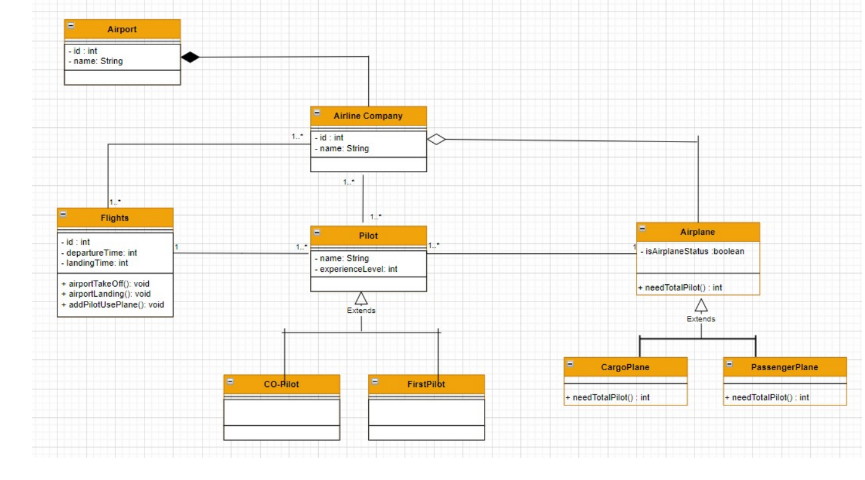 Airport
- id : int
- name: String
Airline Company
1..*
- id : int
- name: String
1..*
1..*
1..*
Flights
- id : int
- departureTime: int
- landingTime: int
+ airportTakeOff(): void
+ airportLanding(): void
+ addPilotUsePlane(): void
1
1..*
Pilot
- name: String
- experienceLevel: int
1..*
1
Airplane
- isAirplaneStatus :boolean
+ needTotalPilot() : int
Extends
Extends
CO-Pilot
FirstPilot
CargoPlane
+ needTotalPilot() : int
PassengerPlane
+ needTotalPilot() : int